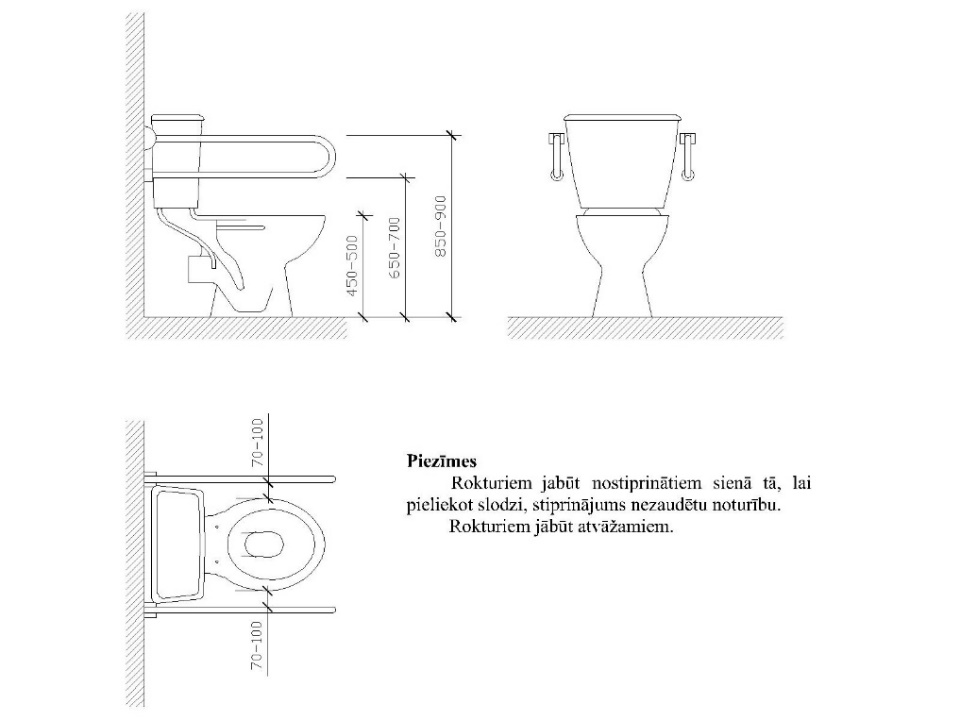 450-500
650-700
850-900
70-100
Piezīmes
Rokturiem jabūt nostiprinātiem sienā tā, lai
pieliekot slodzi, stiprinājums nezaudētu noturību.
Rokturiem jābūt atvāžamiem.
70-100